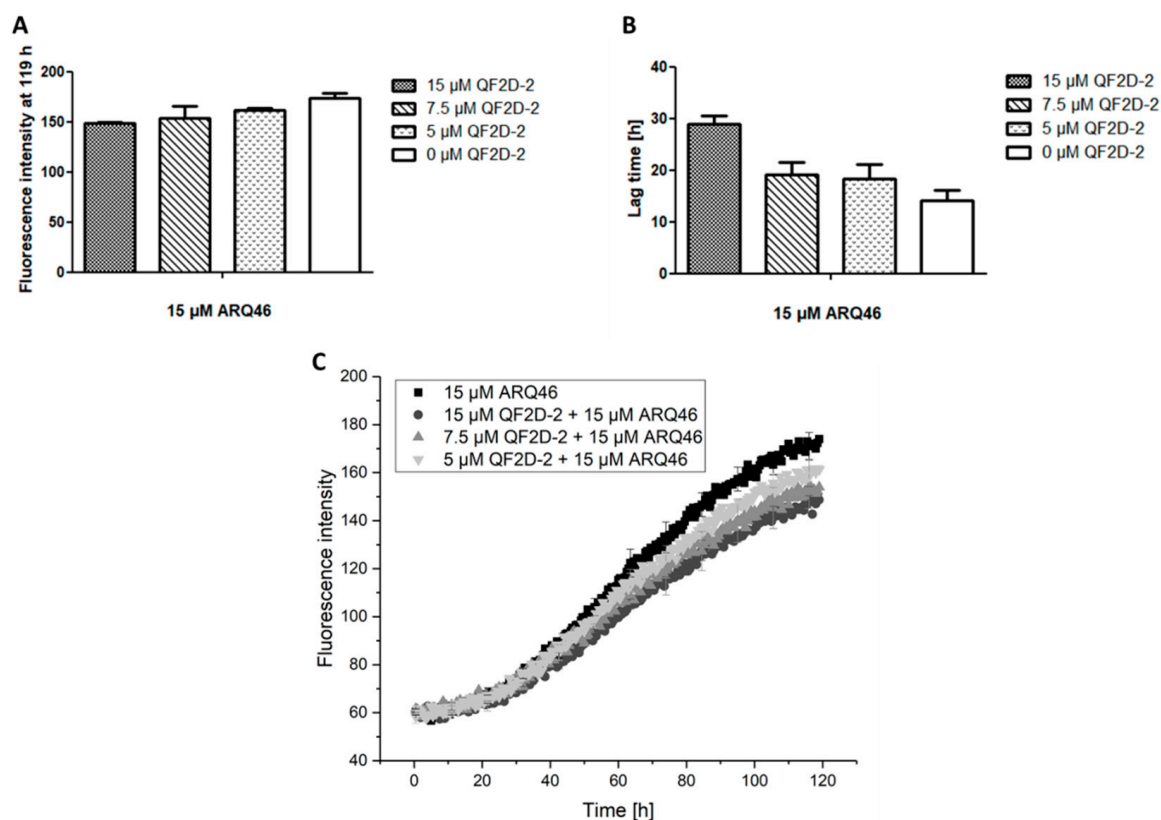 A
Fluorescence intensity at 119 h
200
150
100
50
0
15 µM ARQ46
15 µM QF2D-2
7.5 µM QF2D-2
5 µM QF2D-2
0 µM QF2D-2
B
Lag time [h]
40
30
20
10
0
15 µM ARQ46
15 µM QF2D-2
7.5 µM QF2D-2
5 µM QF2D-2
0 µM QF2D-2
C
Fluorescence intensity
200
180
160
140
120
100
80
60
40
15 µM ARQ46
15 µM QF2D-2 + 15 µM ARQ46
7.5 µM QF2D-2 + 15 µM ARQ46
5 µM QF2D-2 + 15 µM ARQ46
0 20 40 60 80 100 120
Time [h]